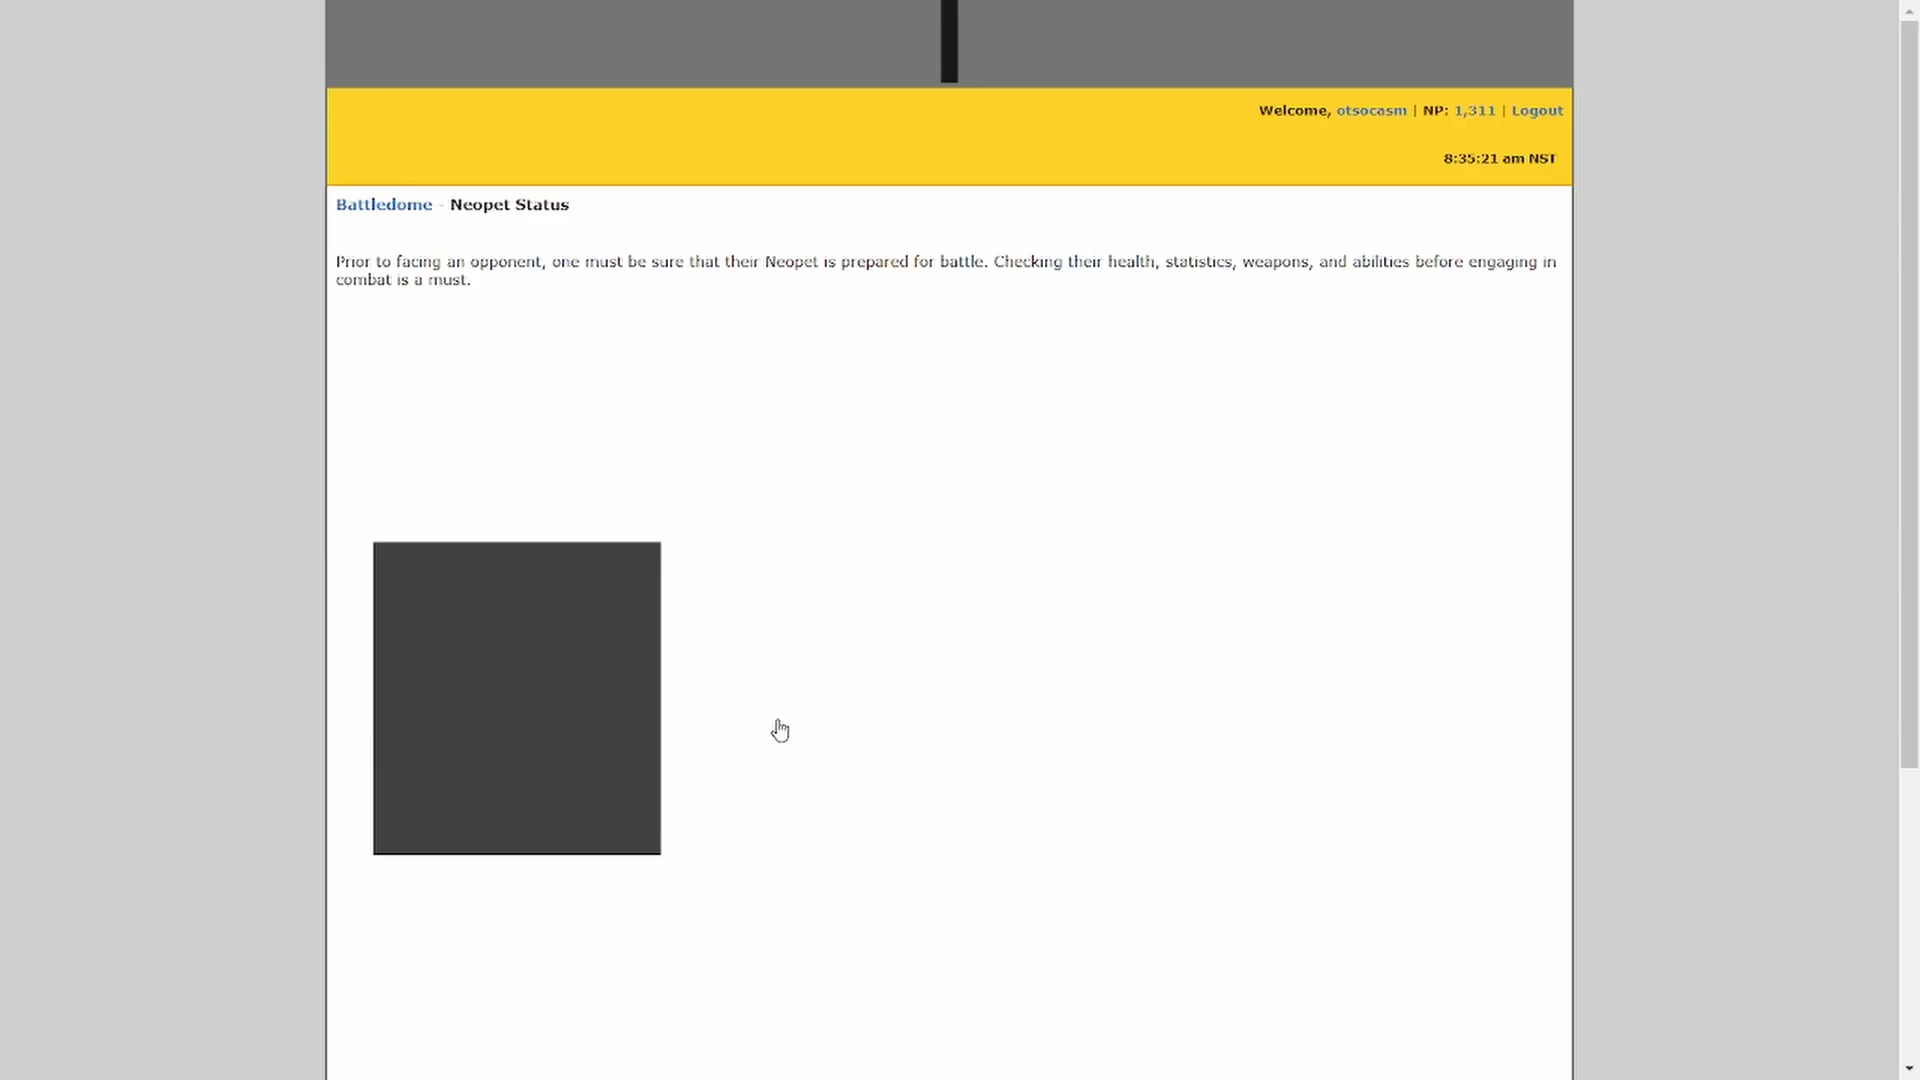 Welcome, otsocasm | NP: 1,311 | Logout
8:35:21 am NST
Battledome - Neopet Status
Prior to facing an opponent, one must be sure that their Neopet is prepared for battle. Checking their health, statistics, weapons, and abilities before engaging in
combat is a must.